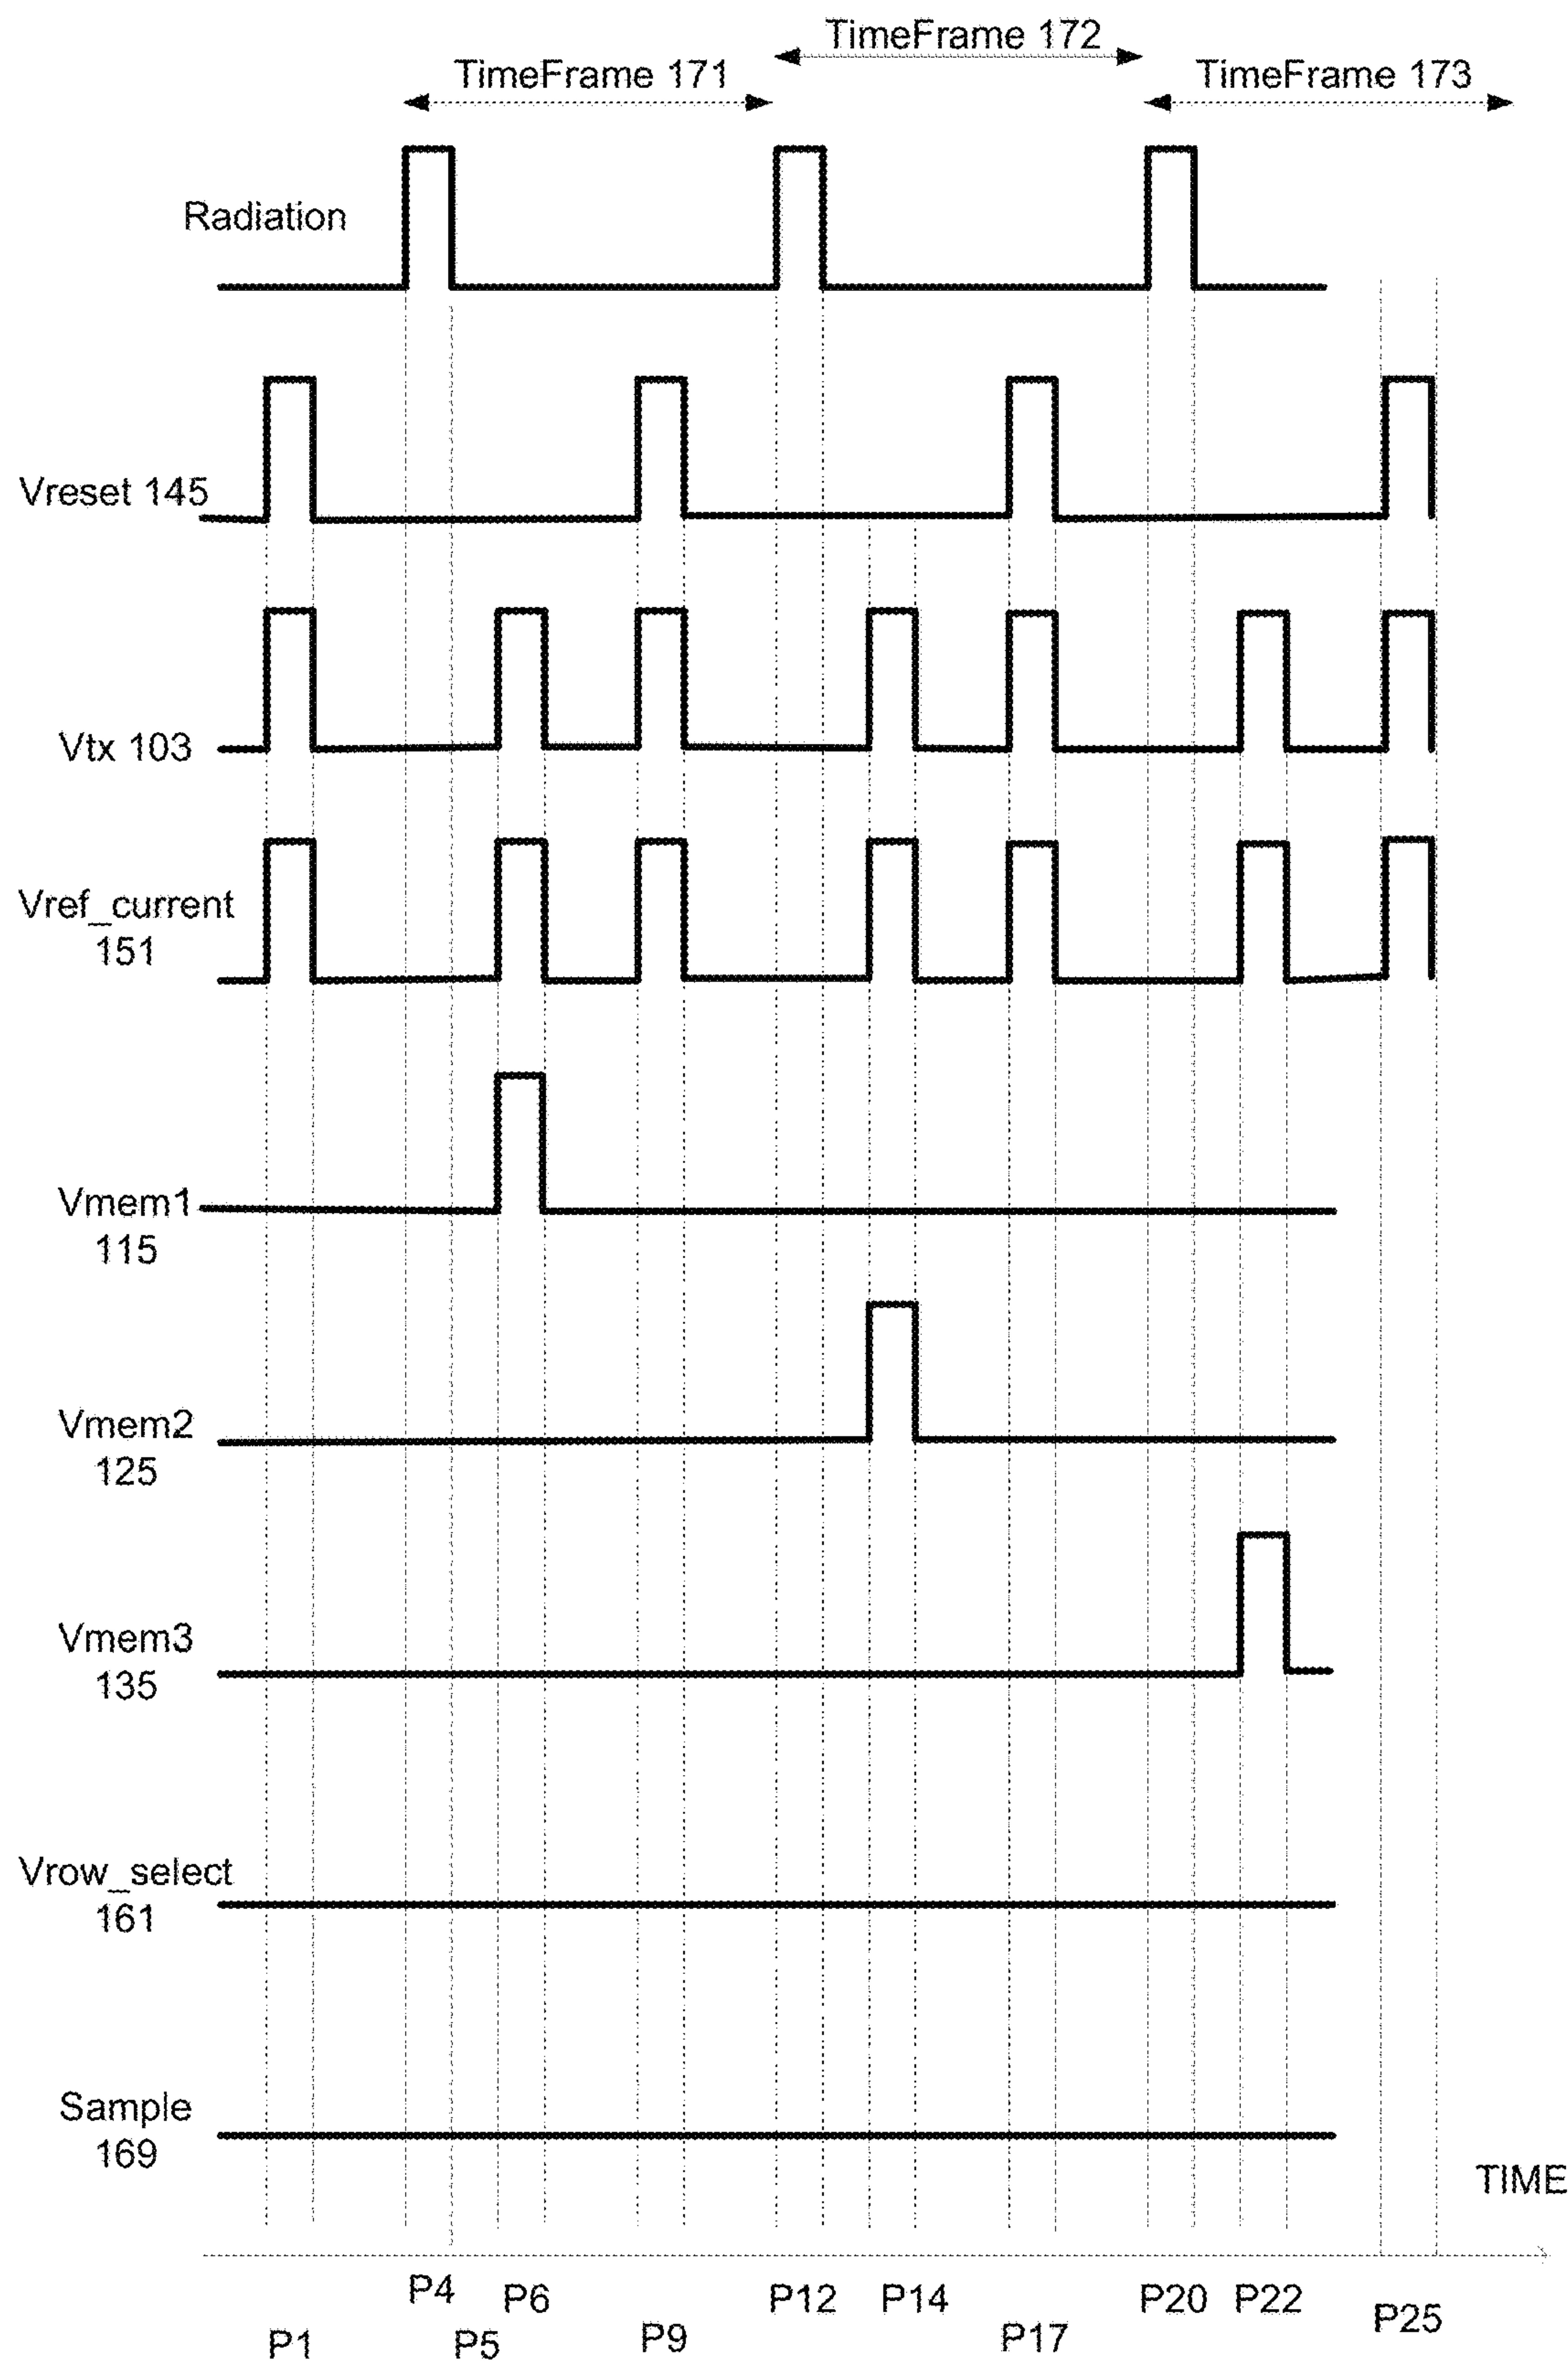 TimeFrame 172
TimeFrame 171
TimeFrame 173
Radiation
Vreset 145
Vtx 103
Vref_current
151
Vmem1
115
Vmem2
125
Vmem3
135
Vrow_select
161
Sample
169
TIME
P4
P6
P12
P14
P20
P22
P25
P1
P5
P9
P17